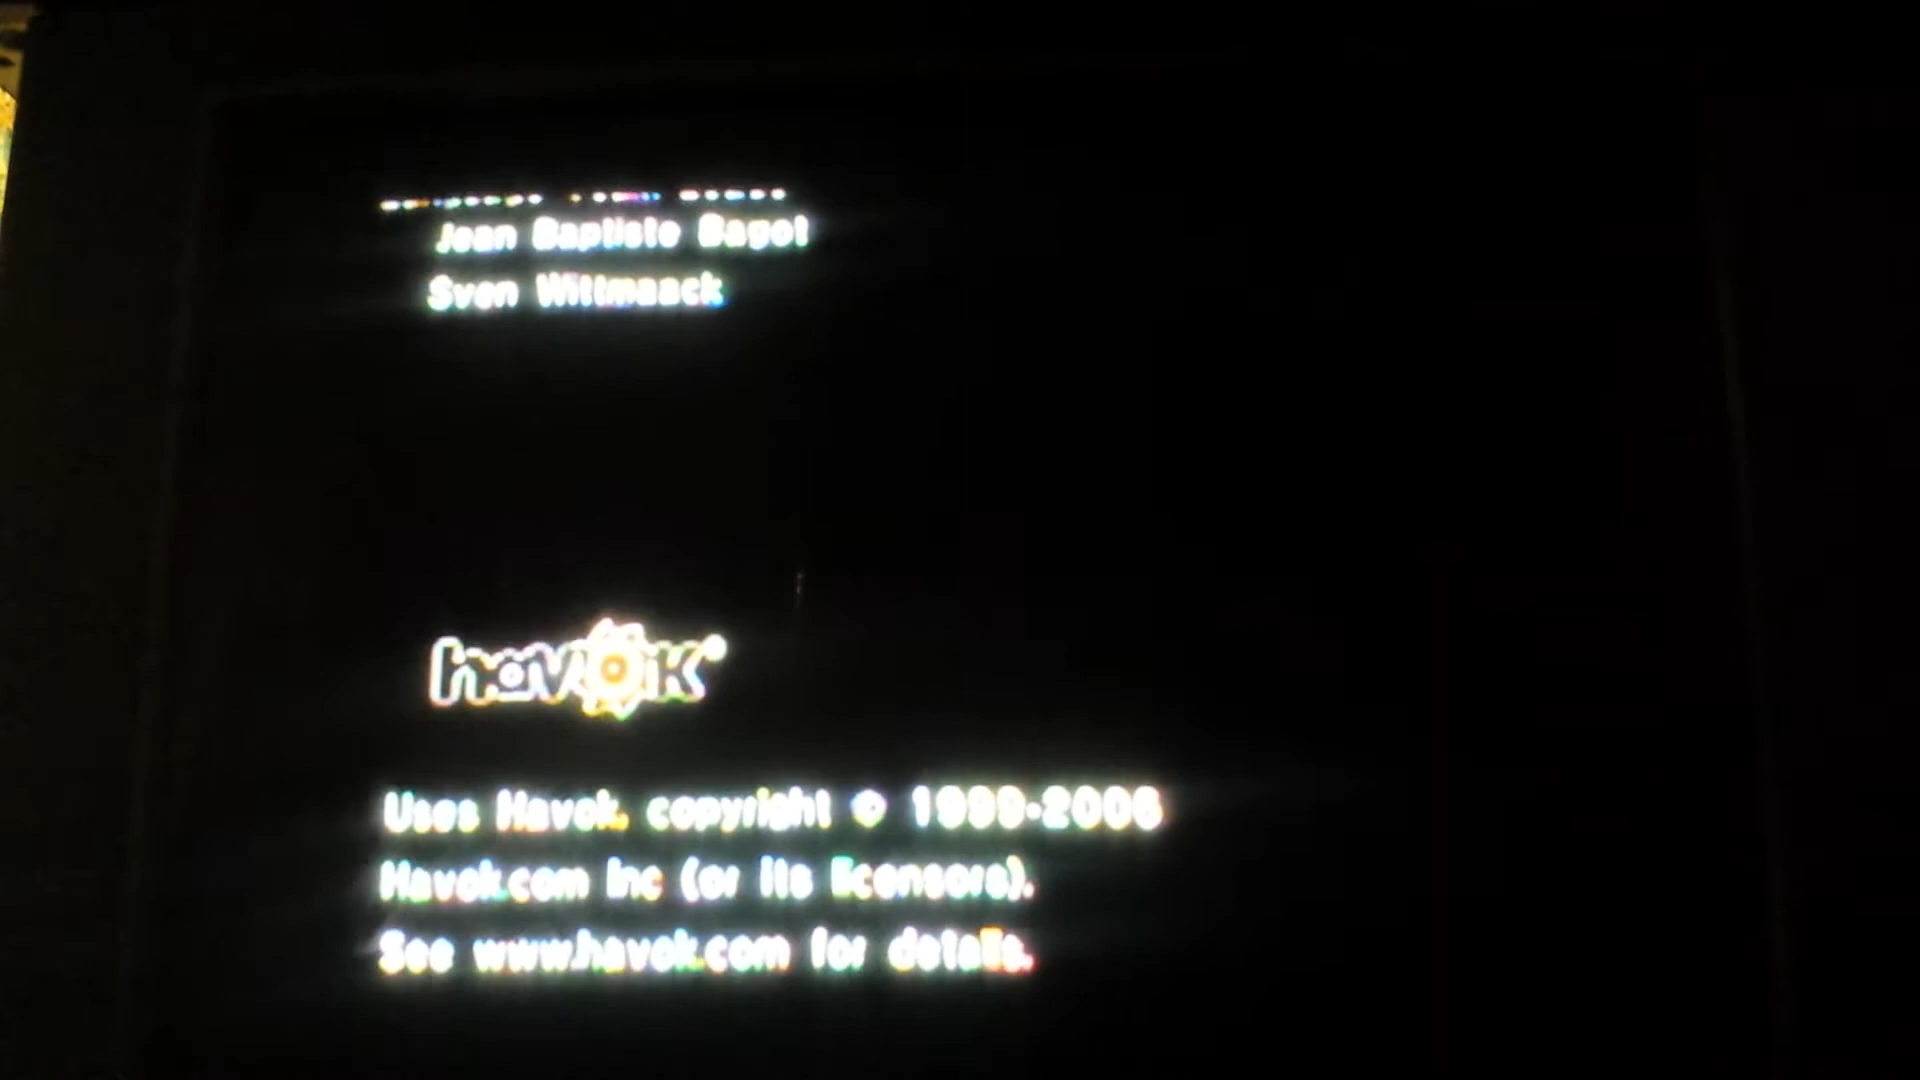 Jean Baptiste Bagot
Sven Wittmaack
havok
Uses Havok, copyright © 1999-2006
Havok.com Inc (or its licensors).
See www.havok.com for details.